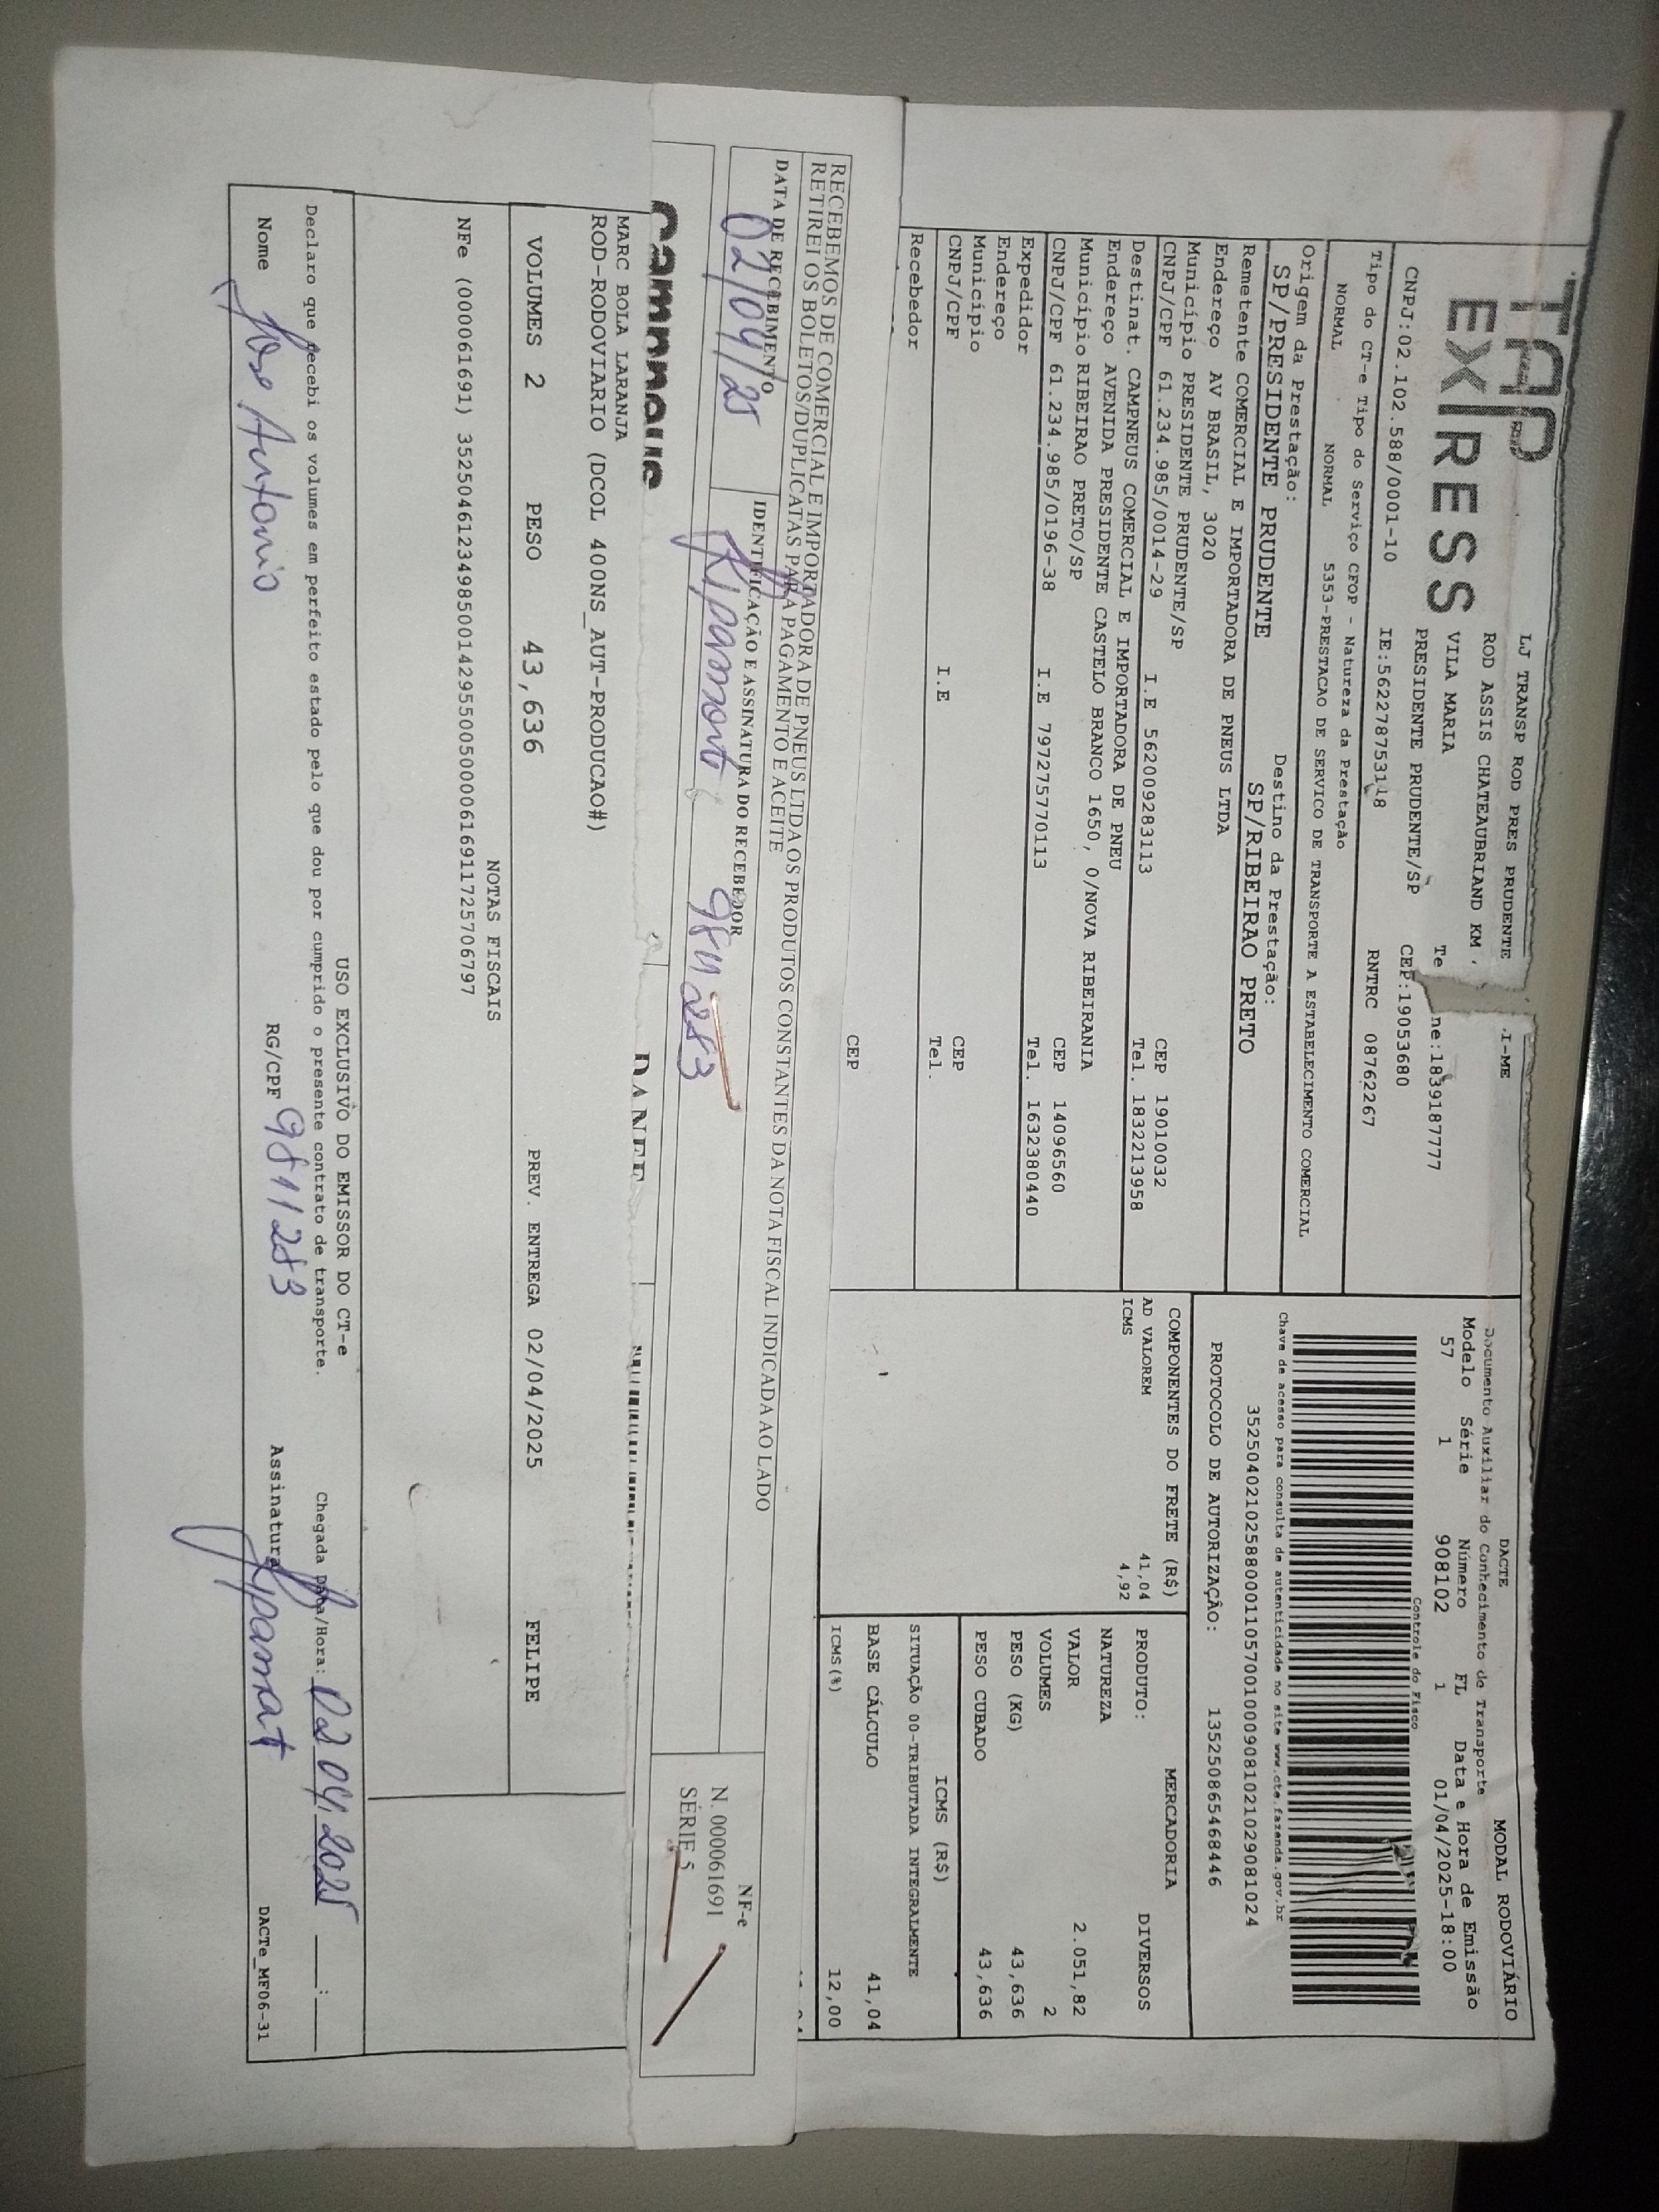 TAP
EXPRESS
LJ TRANSP ROD PRES PRUDENTE
.I-ME
ROD ASSIS CHATEAUBRIAND KM
VILA MARIA
ne:1839187777
PRESIDENTE PRUDENTE/SP
CEP:19053680
CNPJ:02.102.588/0001-10
IE:562278753118
RNTRC 08762267
Tipo do CT-e Tipo do Serviço CFOP - Natureza da Prestação
NORMAL NORMAL 5353-PRESTACAO DE SERVICO DE TRANSPORTE A ESTABELECIMENTO COMERCIAL
Origem da Prestação: Destino da Prestação:
SP/PRESIDENTE PRUDENTE SP/RIBEIRAO PRETO
Remetente COMERCIAL E IMPORTADORA DE PNEUS LTDA
Endereço AV BRASIL, 3020
Município PRESIDENTE PRUDENTE/SP CEP 19010032
CNPJ/CPF 61.234.985/0014-29 I.E 562009283113 Tel. 1832213958
Destinat. CAMPNEUS COMERCIAL E IMPORTADORA DE PNEU
Endereço AVENIDA PRESIDENTE CASTELO BRANCO 1650, 0/NOVA RIBEIRANIA
Município RIBEIRAO PRETO/SP CEP 14096560
CNPJ/CPF 61.234.985/0196-38 I.E 797275770113 Tel. 1632380440
Expedidor
Endereço
Município CEP
CNPJ/CPF I.E Tel.
Recebedor
CEP
DACTE MODAL RODOVIÁRIO
Documento Auxiliar do Conhecimento de Transporte
Modelo Série Número FL Data e Hora de Emissão
57 1 908102 1 01/04/2025-18:00
Controle do Fisco
Chave de acesso para consulta de autenticidade no site www.cte.fazenda.gov.br
35250402102588000110570010009081021029081024
PROTOCOLO DE AUTORIZAÇÃO: 135250865468446
COMPONENTES DO FRETE (R$)
AD VALOREM 41,04
ICMS 4,92
MERCADORIA
PRODUTO: DIVERSOS
NATUREZA
VALOR 2.051,82
VOLUMES 2
PESO (KG) 43,636
PESO CUBADO 43,636
ICMS (R$)
SITUAÇÃO 00-TRIBUTADA INTEGRALMENTE
BASE CÁLCULO 41,04
ICMS(%) 12,00
RECEBEMOS DE COMERCIAL E IMPORTADORA DE PNEUS LTDA OS PRODUTOS CONSTANTES DA NOTA FISCAL INDICADA AO LADO
RETIREI OS BOLETOS/DUPLICATAS PARA PAGAMENTO E ACEITE
DATA DE RECEBIMENTO IDENTIFICAÇÃO E ASSINATURA DO RECEBEDOR
02/04/25 9811283
NF-e
N. 000061691
SÉRIE 5
DANFE
MARC BOLA LARANJA
ROD-RODOVIARIO (DCOL 400NS_AUT-PRODUCAO#)
VOLUMES 2 PESO 43,636 PREV. ENTREGA 02/04/2025 FELIPE
NOTAS FISCAIS
NFe (000061691) 35250461234985001429550050000616911725706797
USO EXCLUSIVO DO EMISSOR DO CT-e
Declaro que recebi os volumes em perfeito estado pelo que dou por cumprido o presente contrato de transporte. Chegada Data/Hora: 02.04.2025 :
Nome Jose Antonio RG/CPF 9811283 Assinatura
DACTe_MF06-31